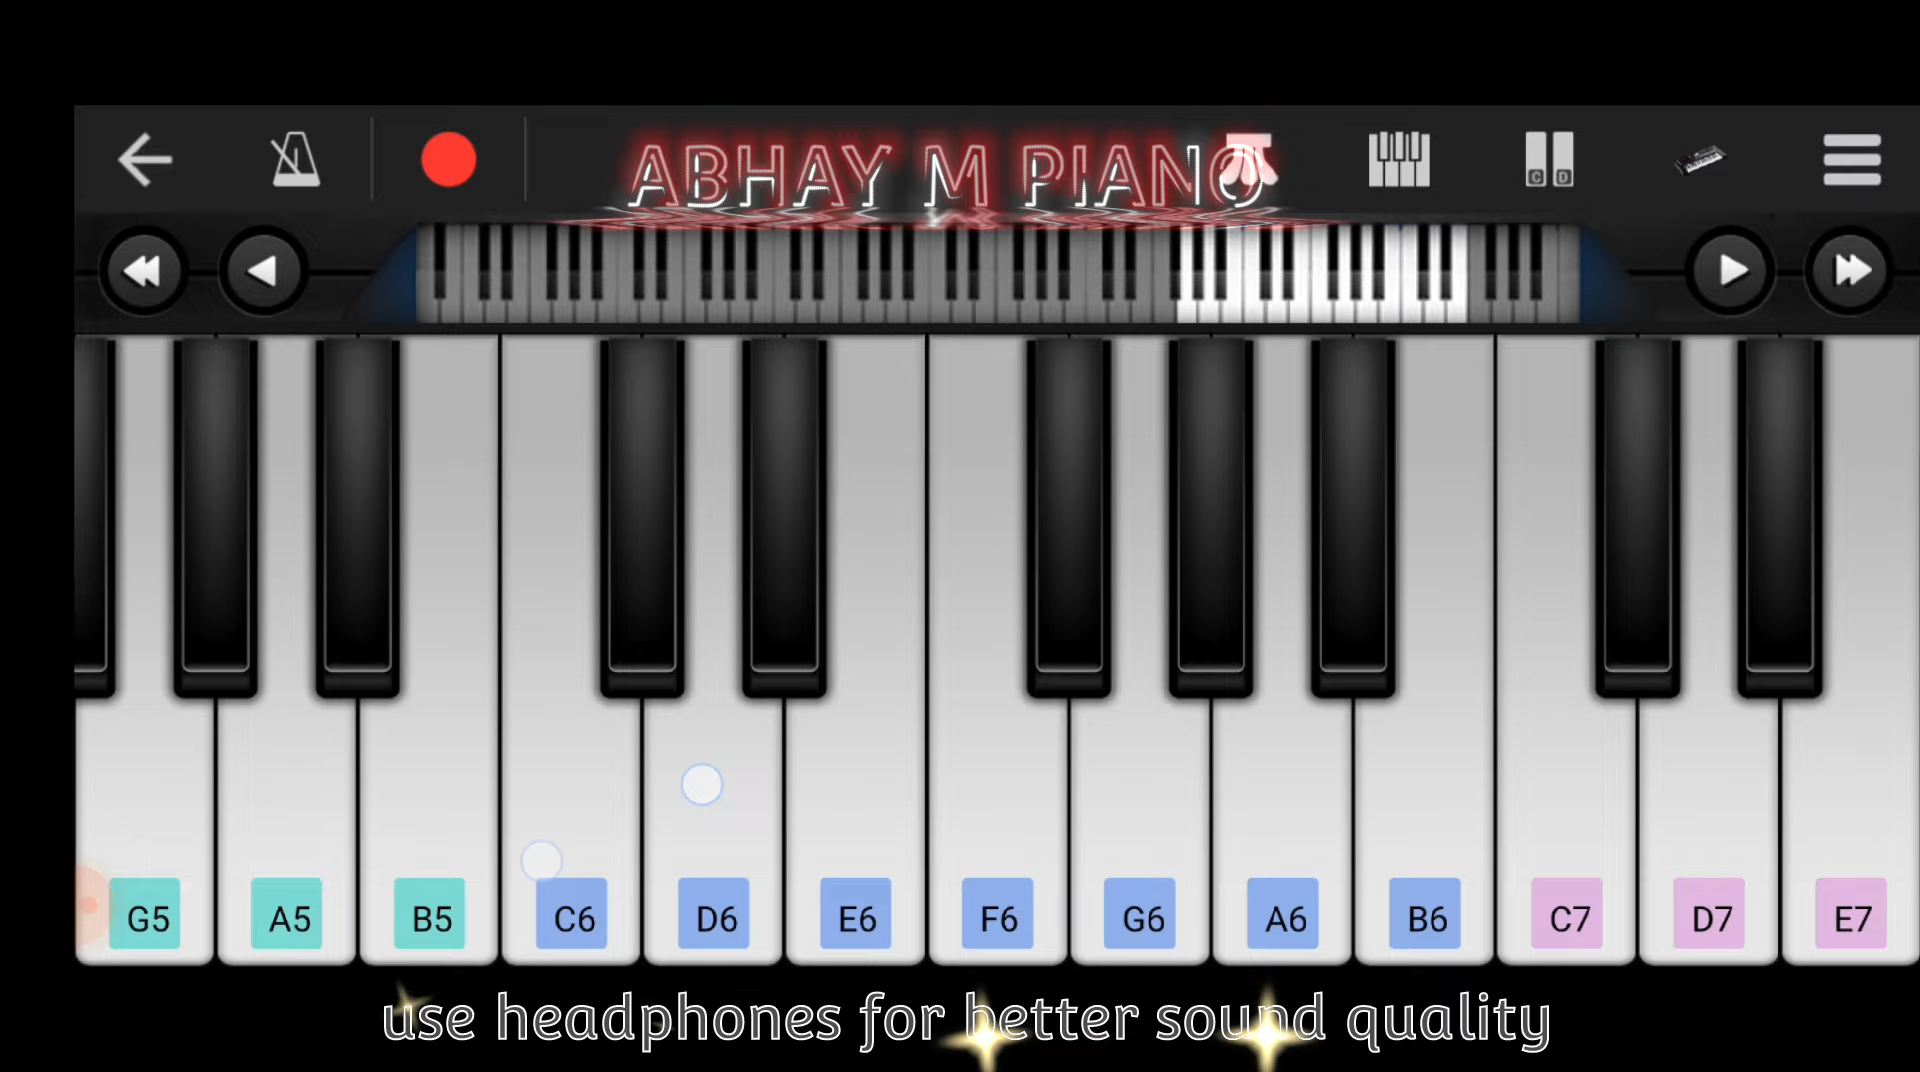 ABHAY M PIANO
C D
G5 A5 B5 C6 D6 E6 F6 G6 A6 B6 C7 D7 E7
use headphones for better sound quality